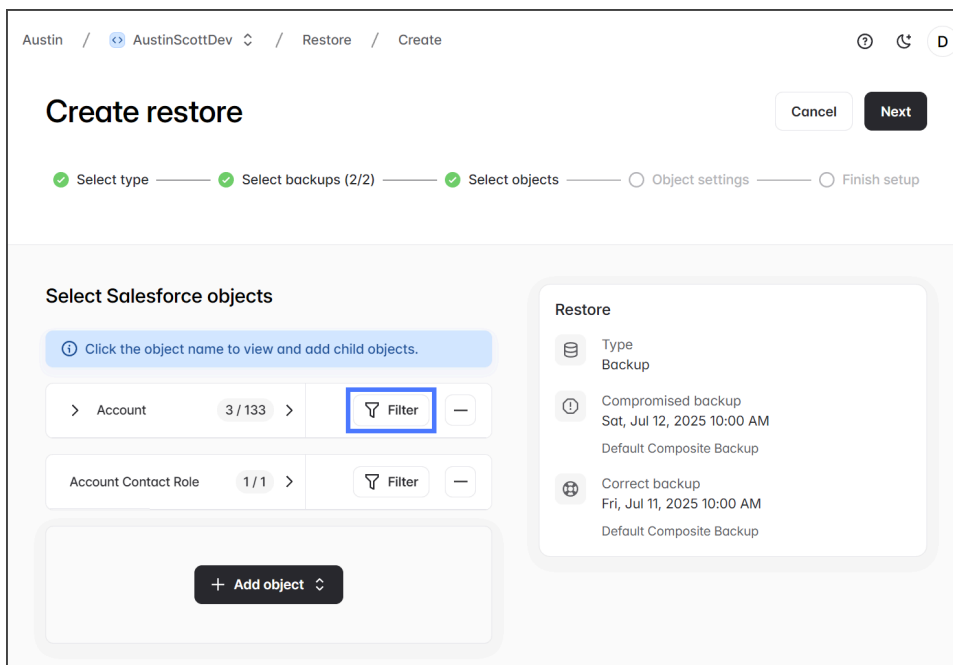 Austin / AustinScottDev / Restore / Create
D
Create restore
Cancel
Next
Select type
Select backups (2/2)
Select objects
Object settings
Finish setup
Select Salesforce objects
Click the object name to view and add child objects.
Account
3 / 133
Filter
Account Contact Role
1 / 1
Filter
Add object
Restore
Type
Backup
Compromised backup
Sat, Jul 12, 2025 10:00 AM
Default Composite Backup
Correct backup
Fri, Jul 11, 2025 10:00 AM
Default Composite Backup